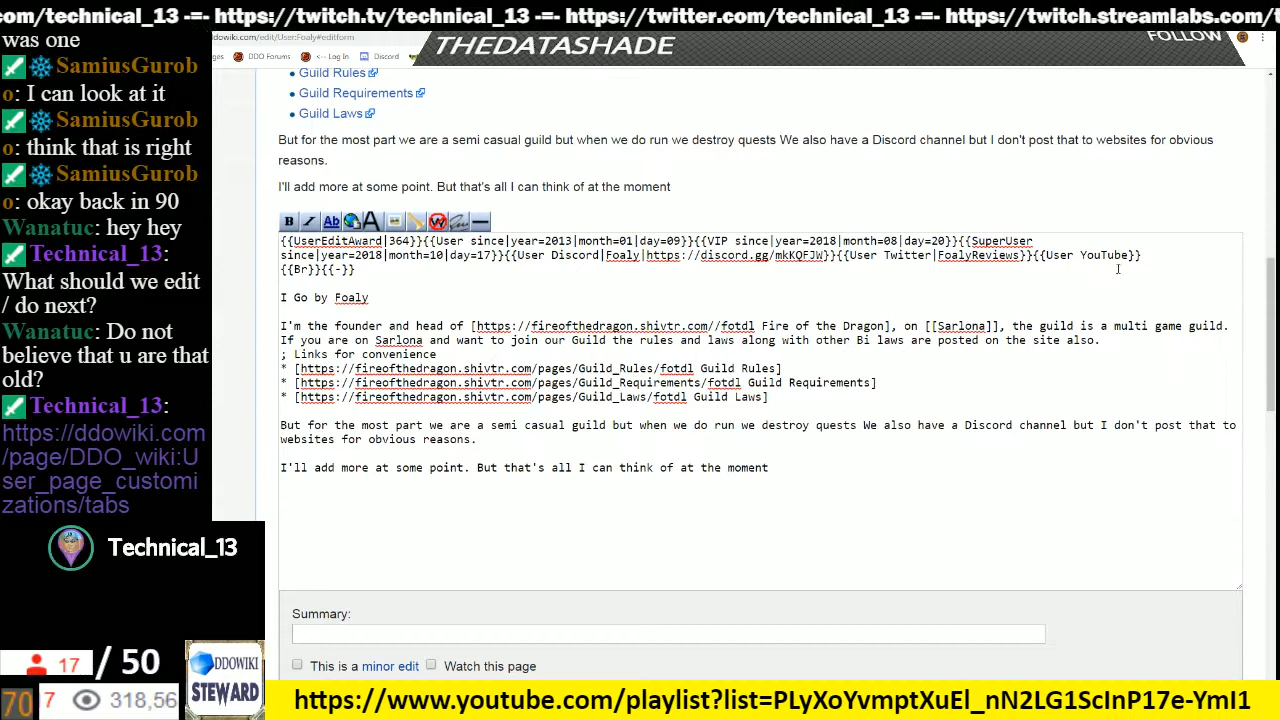 com/technical_13 -=- https://twitch.tv/technical_13 -=- https://twitter.com/technical_13 -=- https://twitch.streamlabs.com/
THEDATASHADE
FOLLOW
ddowiki.com/edit/User:Foaly#editform
DDO Forums
<-- Log In
Discord
was one
SamiusGurob
o: I can look at it
SamiusGurob
o: think that is right
SamiusGurob
o: okay back in 90
Wanatuc: hey hey
Technical_13:
What should we edit
/ do next?
Wanatuc: Do not
believe that u are that
old?
Technical_13:
https://ddowiki.com
/page/DDO_wiki:U
ser_page_customi
zations/tabs
Technical_13
17 / 50
70
7
318,56
DDOWIKI
STEWARD
Guild Rules
Guild Requirements
Guild Laws
But for the most part we are a semi casual guild but when we do run we destroy quests We also have a Discord channel but I don't post that to websites for obvious
reasons.
I'll add more at some point. But that's all I can think of at the moment
B I Ab A W
{{UserEditAward|364}}{{User since|year=2013|month=01|day=09}}{{VIP since|year=2018|month=08|day=20}}{{SuperUser
since|year=2018|month=10|day=17}}{{User Discord|Foaly|https://discord.gg/mkKQFJW}}{{User Twitter|FoalyReviews}}{{User YouTube}}
{{Br}}{{-}}
I Go by Foaly
I'm the founder and head of [https://fireofthedragon.shivtr.com//fotdl Fire of the Dragon], on [[Sarlona]], the guild is a multi game guild.
If you are on Sarlona and want to join our Guild the rules and laws along with other Bi laws are posted on the site also.
; Links for convenience
* [https://fireofthedragon.shivtr.com/pages/Guild_Rules/fotdl Guild Rules]
* [https://fireofthedragon.shivtr.com/pages/Guild_Requirements/fotdl Guild Requirements]
* [https://fireofthedragon.shivtr.com/pages/Guild_Laws/fotdl Guild Laws]
But for the most part we are a semi casual guild but when we do run we destroy quests We also have a Discord channel but I don't post that to
websites for obvious reasons.
I'll add more at some point. But that's all I can think of at the moment
Summary:
This is a minor edit
Watch this page
https://www.youtube.com/playlist?list=PLyXoYvmptXuEl_nN2LG1ScInP17e-YmI1